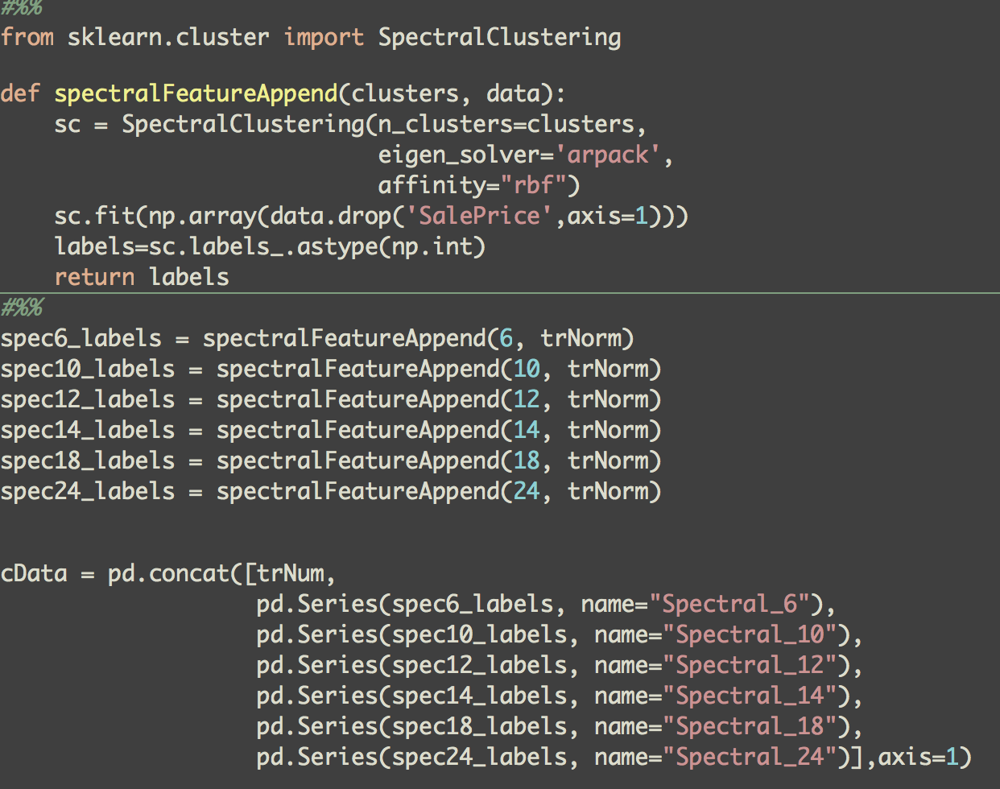 #%%
from sklearn.cluster import SpectralClustering
def spectralFeatureAppend(clusters, data):
    sc = SpectralClustering(n_clusters=clusters,
                            eigen_solver='arpack',
                            affinity="rbf")
    sc.fit(np.array(data.drop('SalePrice',axis=1)))
    labels=sc.labels_.astype(np.int)
    return labels
#%%
spec6_labels = spectralFeatureAppend(6, trNorm)
spec10_labels = spectralFeatureAppend(10, trNorm)
spec12_labels = spectralFeatureAppend(12, trNorm)
spec14_labels = spectralFeatureAppend(14, trNorm)
spec18_labels = spectralFeatureAppend(18, trNorm)
spec24_labels = spectralFeatureAppend(24, trNorm)
cData = pd.concat([trNum,
                   pd.Series(spec6_labels, name="Spectral_6"),
                   pd.Series(spec10_labels, name="Spectral_10"),
                   pd.Series(spec12_labels, name="Spectral_12"),
                   pd.Series(spec14_labels, name="Spectral_14"),
                   pd.Series(spec18_labels, name="Spectral_18"),
                   pd.Series(spec24_labels, name="Spectral_24")],axis=1)